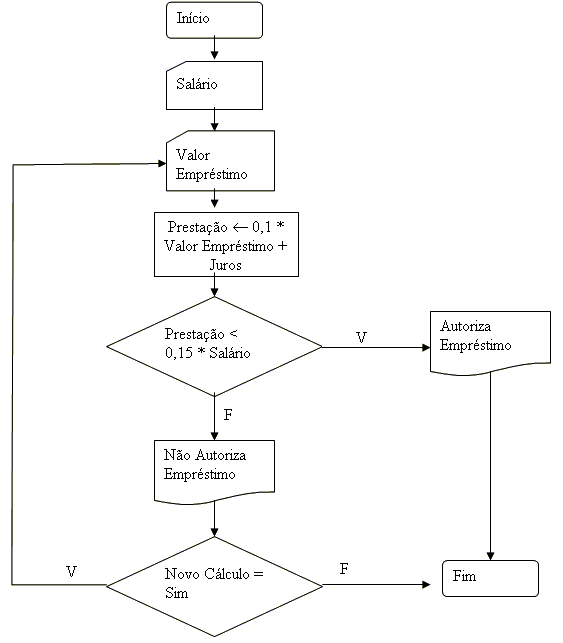 Início
Salário
Valor
Empréstimo
Prestação ← 0,1 *
Valor Empréstimo +
Juros
Prestação <
0,15 * Salário
V
Autoriza
Empréstimo
F
Não Autoriza
Empréstimo
Novo Cálculo =
Sim
V
F
Fim